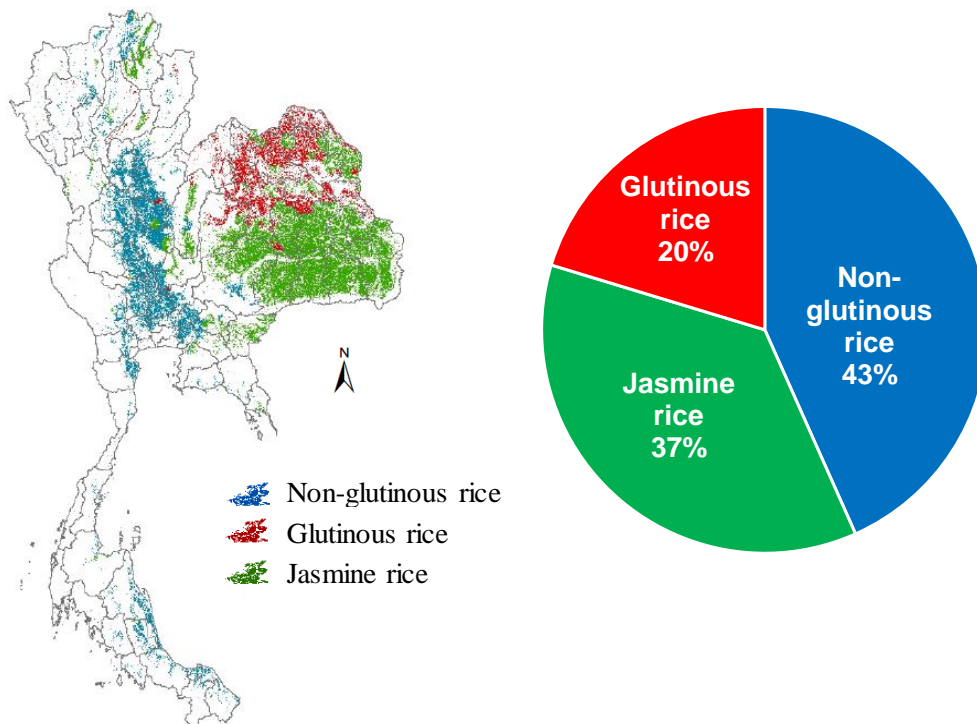 Glutinous
rice
20%
Non-
glutinous
rice
43%
Jasmine
rice
37%
N
Non-glutinous rice
Glutinous rice
Jasmine rice